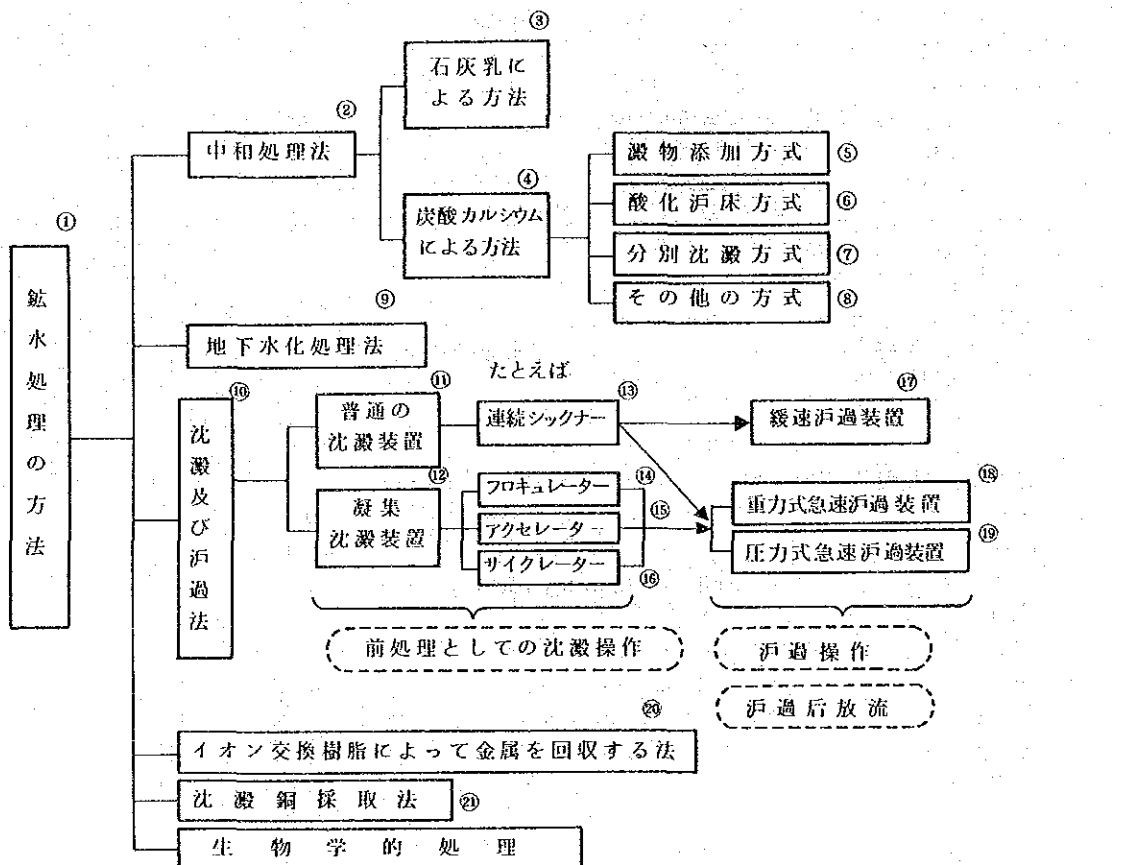 ①
鉱水処理の方法
②
中和処理法
③
石灰乳に
よる方法
④
炭酸カルシウム
による方法
澱物添加方式 ⑤
酸化沪床方式 ⑥
分別沈澱方式 ⑦
その他の方式 ⑧
⑨
地下水化処理法
⑩
沈澱及び沪過法
⑪
普通の
沈澱装置
⑫
凝集
沈澱装置
たとえば
⑬
連続シックナー
フロキュレーター ⑭
アクセレーター ⑮
サイクレーター ⑯
⑰
緩速沪過装置
⑱
重力式急速沪過装置
圧力式急速沪過装置 ⑲
前処理としての沈澱操作
沪過操作
沪過后放流
⑳
イオン交換樹脂によって金属を回収する法
沈澱銅採取法 ㉑
生物学的処理